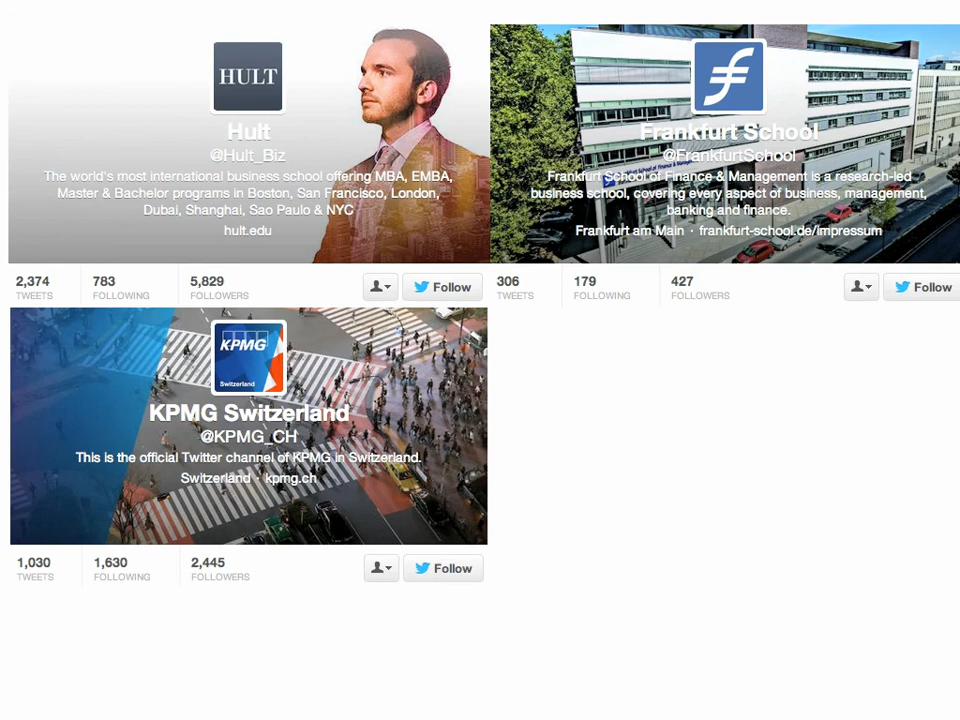 HULT
Hult
@Hult_Biz
The world's most international business school offering MBA, EMBA,
Master & Bachelor programs in Boston, San Francisco, London,
Dubai, Shanghai, Sao Paulo & NYC
hult.edu
2,374
TWEETS
783
FOLLOWING
5,829
FOLLOWERS
Follow
Frankfurt School
@FrankfurtSchool
Frankfurt School of Finance & Management is a research-led
business school, covering every aspect of business, management,
banking and finance.
Frankfurt am Main · frankfurt-school.de/impressum
306
TWEETS
179
FOLLOWING
427
FOLLOWERS
Follow
KPMG
Switzerland
KPMG Switzerland
@KPMG_CH
This is the official Twitter channel of KPMG in Switzerland.
Switzerland · kpmg.ch
1,030
TWEETS
1,630
FOLLOWING
2,445
FOLLOWERS
Follow